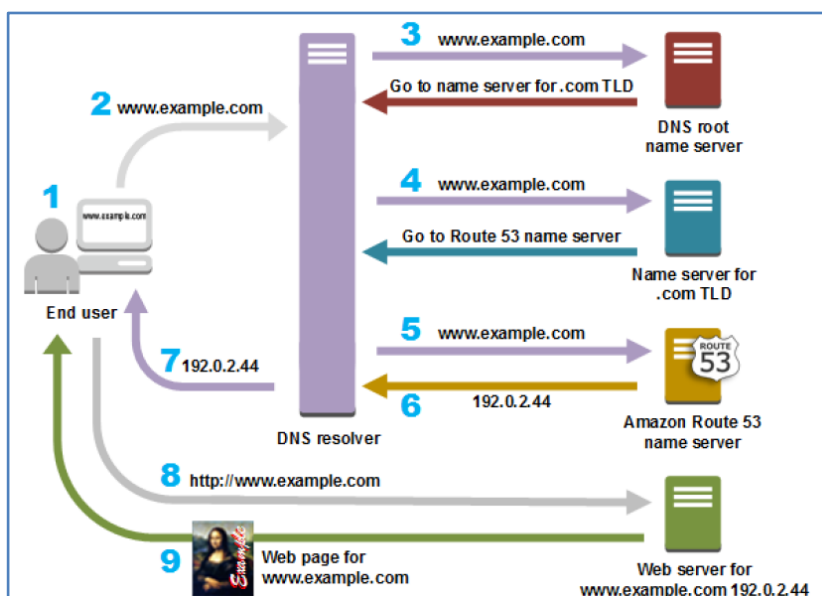 3 www.example.com
Go to name server for .com TLD
DNS root
name server
2 www.example.com
1
www.example.com
End user
4 www.example.com
Go to Route 53 name server
Name server for
.com TLD
5 www.example.com
6 192.0.2.44
ROUTE
53
Amazon Route 53
name server
7 192.0.2.44
DNS resolver
8 http://www.example.com
9
Example
Web page for
www.example.com
Web server for
www.example.com 192.0.2.44